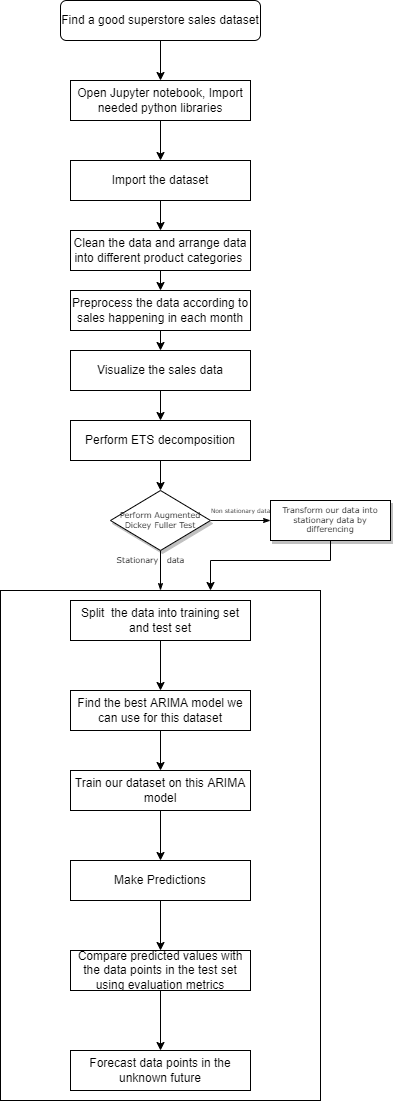 Find a good superstore sales dataset
Open Jupyter notebook, Import
needed python libraries
Import the dataset
Clean the data and arrange data
into different product categories
Preprocess the data according to
sales happening in each month
Visualize the sales data
Perform ETS decomposition
Perform Augmented
Dickey Fuller Test
Non stationary data
Transform our data into
stationary data by
differencing
Stationary data
Split the data into training set
and test set
Find the best ARIMA model we
can use for this dataset
Train our dataset on this ARIMA
model
Make Predictions
Compare predicted values with
the data points in the test set
using evaluation metrics
Forecast data points in the
unknown future